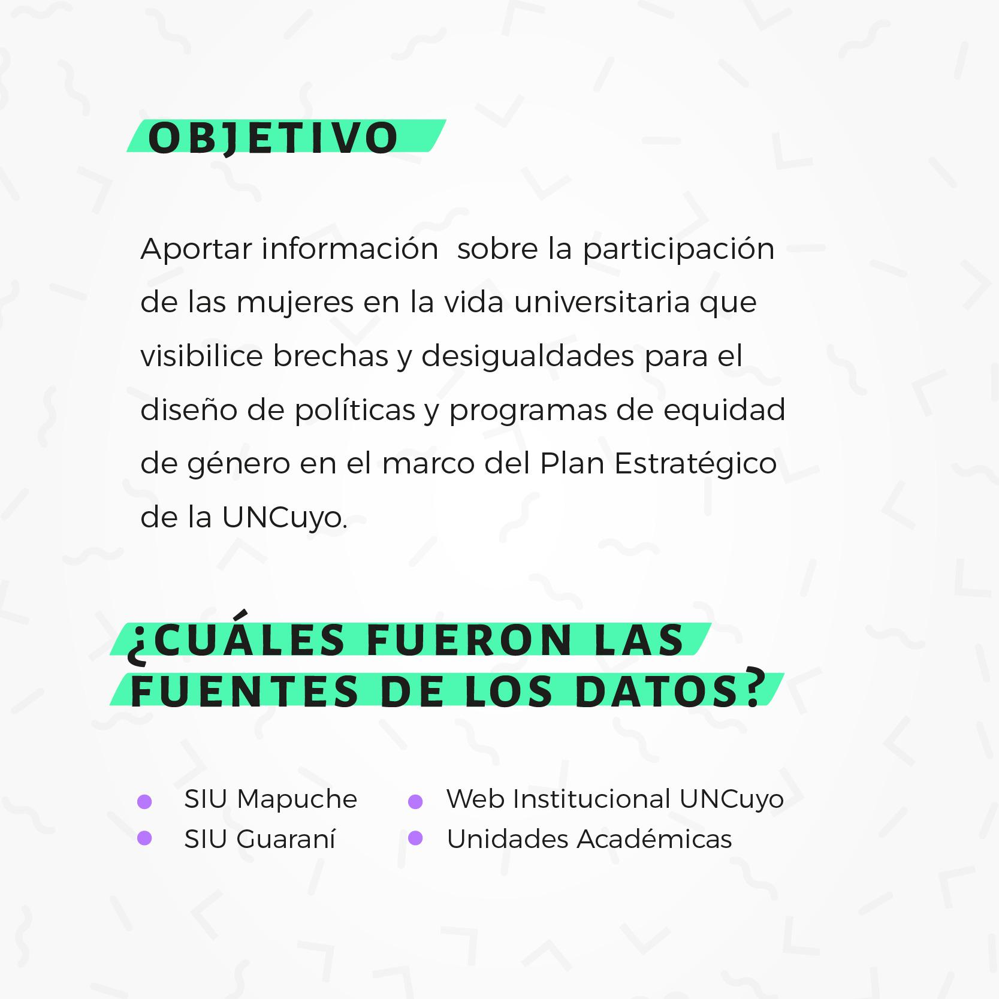 OBJETIVO
Aportar información  sobre la participación
de las mujeres en la vida universitaria que
visibilice brechas y desigualdades para el
diseño de políticas y programas de equidad
de género en el marco del Plan Estratégico
de la UNCuyo.
¿CUÁLES FUERON LAS
FUENTES DE LOS DATOS?
SIU Mapuche
SIU Guaraní
Web Institucional UNCuyo
Unidades Académicas